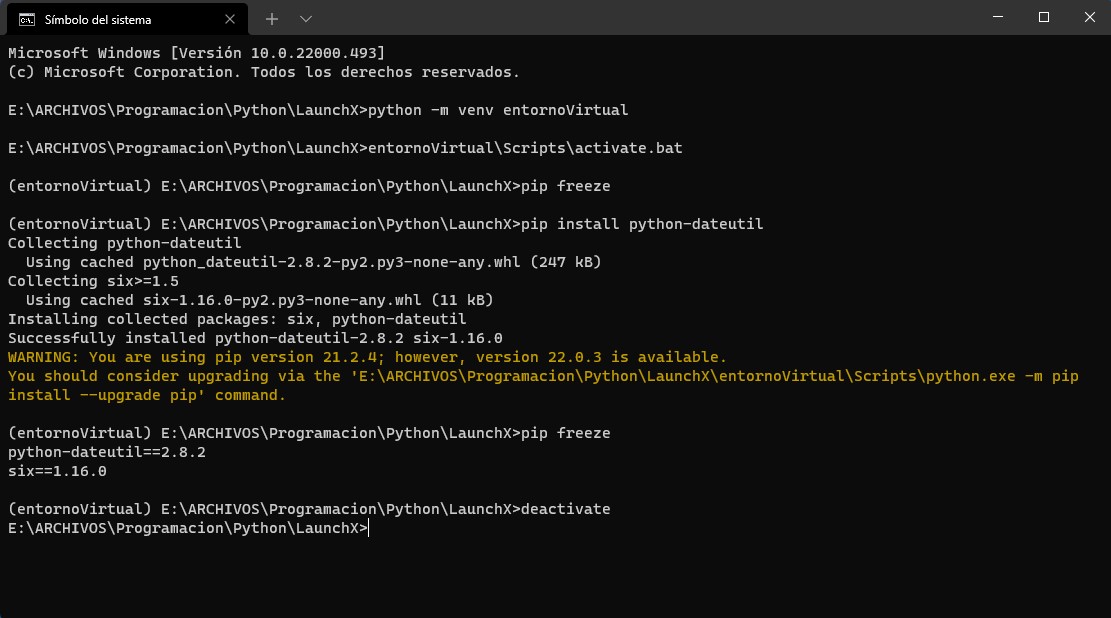 Símbolo del sistema
Microsoft Windows [Versión 10.0.22000.493]
(c) Microsoft Corporation. Todos los derechos reservados.
E:\ARCHIVOS\Programacion\Python\LaunchX>python -m venv entornoVirtual
E:\ARCHIVOS\Programacion\Python\LaunchX>entornoVirtual\Scripts\activate.bat
(entornoVirtual) E:\ARCHIVOS\Programacion\Python\LaunchX>pip freeze
(entornoVirtual) E:\ARCHIVOS\Programacion\Python\LaunchX>pip install python-dateutil
Collecting python-dateutil
  Using cached python_dateutil-2.8.2-py2.py3-none-any.whl (247 kB)
Collecting six>=1.5
  Using cached six-1.16.0-py2.py3-none-any.whl (11 kB)
Installing collected packages: six, python-dateutil
Successfully installed python-dateutil-2.8.2 six-1.16.0
WARNING: You are using pip version 21.2.4; however, version 22.0.3 is available.
You should consider upgrading via the 'E:\ARCHIVOS\Programacion\Python\LaunchX\entornoVirtual\Scripts\python.exe -m pip
install --upgrade pip' command.
(entornoVirtual) E:\ARCHIVOS\Programacion\Python\LaunchX>pip freeze
python-dateutil==2.8.2
six==1.16.0
(entornoVirtual) E:\ARCHIVOS\Programacion\Python\LaunchX>deactivate
E:\ARCHIVOS\Programacion\Python\LaunchX>